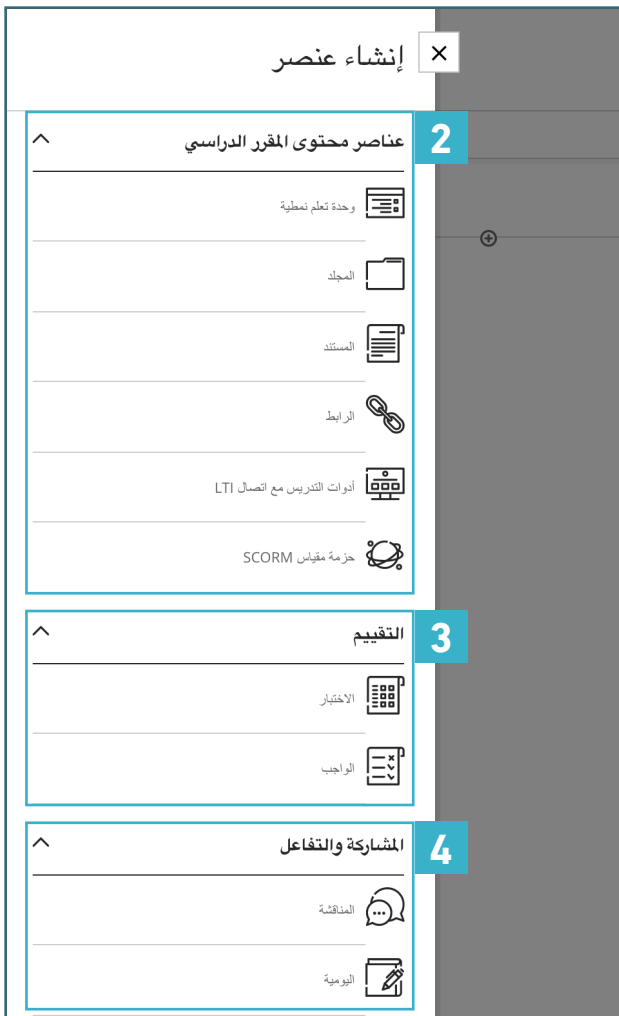 إنشاء عنصر
2
عناصر محتوى المقرر الدراسي
وحدة تعلم نمطية
المجلد
المستند
الرابط
أدوات التدريس مع اتصال LTI
حزمة مقياس SCORM
3
التقييم
الاختبار
الواجب
4
المشاركة والتفاعل
المناقشة
اليومية